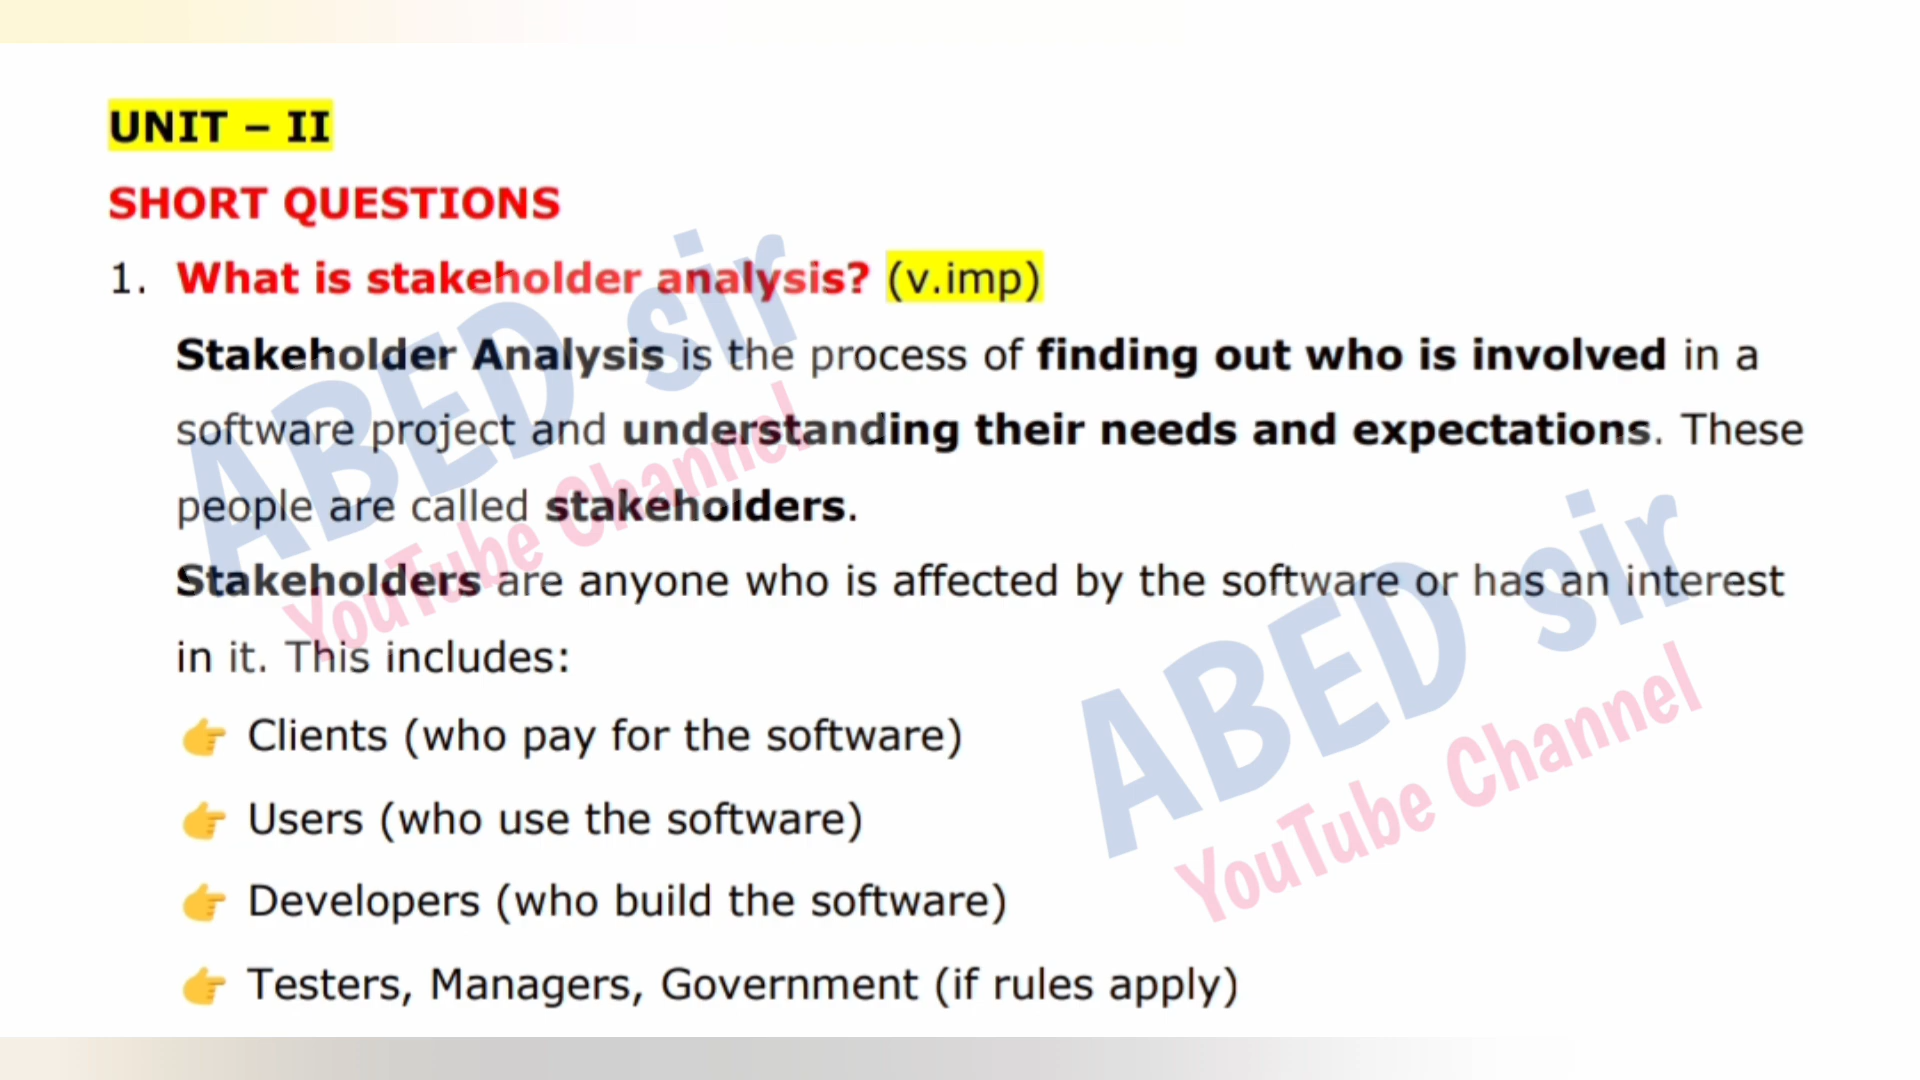 UNIT – II
SHORT QUESTIONS
1. What is stakeholder analysis? (v.imp)
Stakeholder Analysis is the process of finding out who is involved in a
software project and understanding their needs and expectations. These
people are called stakeholders.
Stakeholders are anyone who is affected by the software or has an interest
in it. This includes:
👉 Clients (who pay for the software)
👉 Users (who use the software)
👉 Developers (who build the software)
👉 Testers, Managers, Government (if rules apply)
ABED sir
YouTube Channel
ABED sir
YouTube Channel